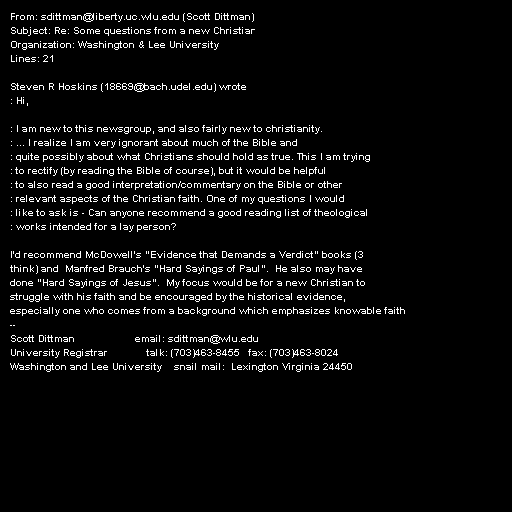 From: sdittman@liberty.uc.wlu.edu (Scott Dittman)
Subject: Re: Some questions from a new Christian
Organization: Washington & Lee University
Lines: 21

Steven R Hoskins (18669@bach.udel.edu) wrote
: Hi,

: I am new to this newsgroup, and also fairly new to christianity.
: ... I realize I am very ignorant about much of the Bible and
: quite possibly about what Christians should hold as true. This I am trying
: to rectify (by reading the Bible of course), but it would be helpful
: to also read a good interpretation/commentary on the Bible or other
: relevant aspects of the Christian faith. One of my questions I would
: like to ask is - Can anyone recommend a good reading list of theological
: works intended for a lay person?

I'd recommend McDowell's "Evidence that Demands a Verdict" books (3
think) and  Manfred Brauch's "Hard Sayings of Paul".  He also may have
done "Hard Sayings of Jesus".  My focus would be for a new Christian to
struggle with his faith and be encouraged by the historical evidence,
especially one who comes from a background which emphasizes knowable faith
--
Scott Dittman                    email: sdittman@wlu.edu
University Registrar             talk: (703)463-8455   fax: (703)463-8024
Washington and Lee University    snail mail:  Lexington Virginia 24450